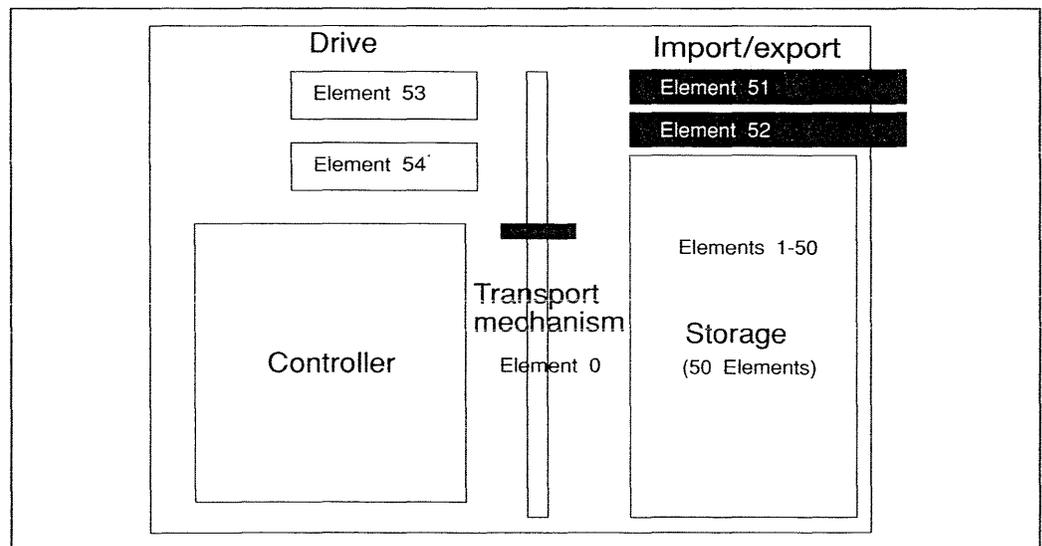 Drive
Import/export
Element 53
Element 51
Element 52
Element 54
Elements 1-50
Transport
mechanism
Storage
Controller
Element 0
(50 Elements)